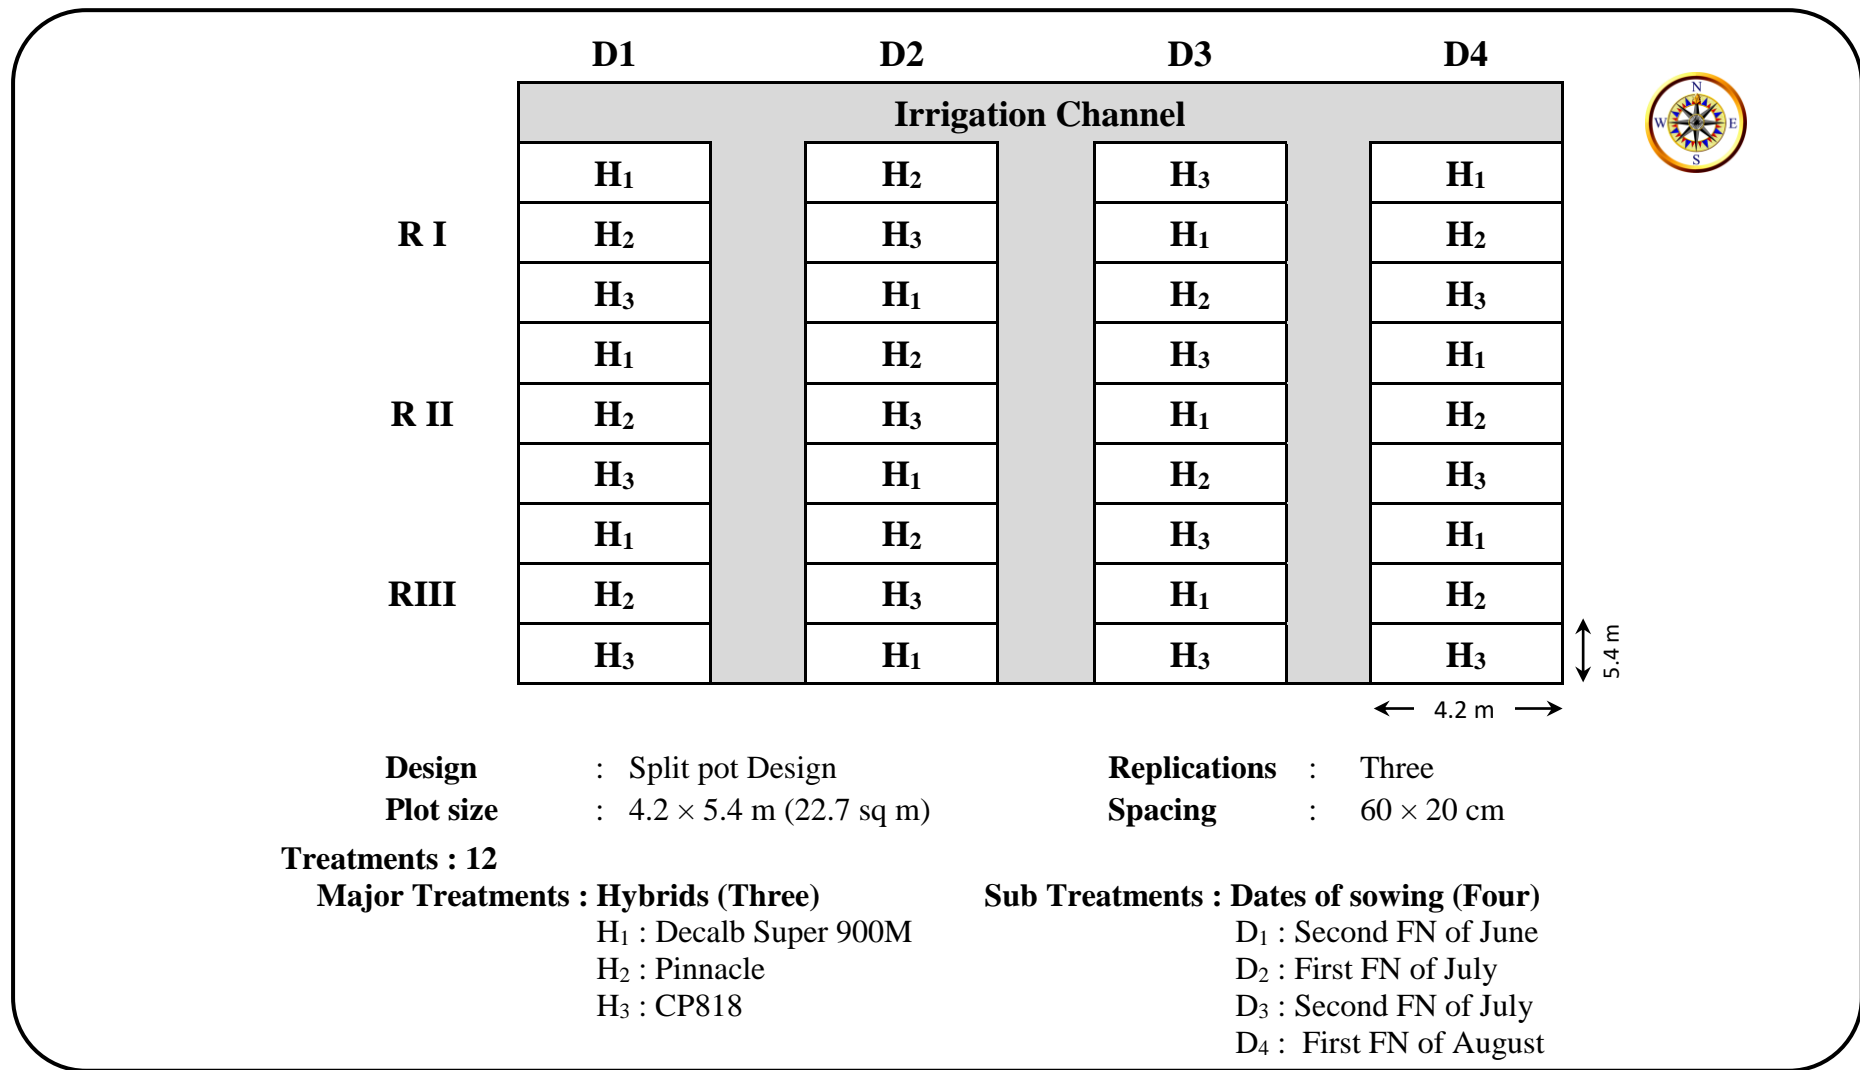 D1 D2 D3 D4
Irrigation Channel
N
W E
S
H1 H2 H3 H1
R I H2 H3 H1 H2
H3 H1 H2 H3
H1 H2 H3 H1
R II H2 H3 H1 H2
H3 H1 H2 H3
H1 H2 H3 H1
RIII H2 H3 H1 H2
H3 H1 H3 H3
5.4 m
4.2 m
Design : Split pot Design Replications : Three
Plot size : 4.2 × 5.4 m (22.7 sq m) Spacing : 60 × 20 cm
Treatments : 12
Major Treatments : Hybrids (Three) Sub Treatments : Dates of sowing (Four)
H1 : Decalb Super 900M D1 : Second FN of June
H2 : Pinnacle D2 : First FN of July
H3 : CP818 D3 : Second FN of July
D4 : First FN of August